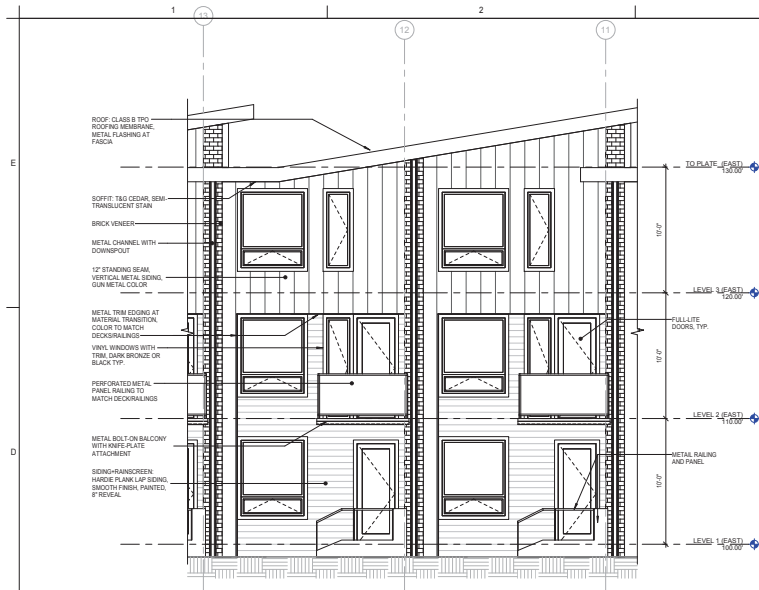 1
2
13
12
11
E
D
ROOF: CLASS B TPO
ROOFING MEMBRANE,
METAL FLASHING AT
FASCIA
SOFFIT: T&G CEDAR, SEMI-
TRANSLUCENT STAIN
BRICK VENEER
METAL CHANNEL WITH
DOWNSPOUT
12" STANDING SEAM,
VERTICAL METAL SIDING,
GUN METAL COLOR
METAL TRIM EDGING AT
MATERIAL TRANSITION,
COLOR TO MATCH
DECKS/RAILINGS
VINYL WINDOWS WITH
TRIM, DARK BRONZE OR
BLACK TYP.
PERFORATED METAL
PANEL RAILING TO
MATCH DECK/RAILINGS
METAL BOLT-ON BALCONY
WITH KNIFE-PLATE
ATTACHMENT
SIDING+RAINSCREEN:
HARDIE PLANK LAP SIDING,
SMOOTH FINISH, PAINTED,
8" REVEAL
TO PLATE (EAST)
130.00'
10'-0"
LEVEL 3 (EAST)
120.00'
FULL-LITE
DOORS, TYP.
10'-0"
LEVEL 2 (EAST)
110.00'
METAIL RAILING
AND PANEL
10'-0"
LEVEL 1 (EAST)
100.00'